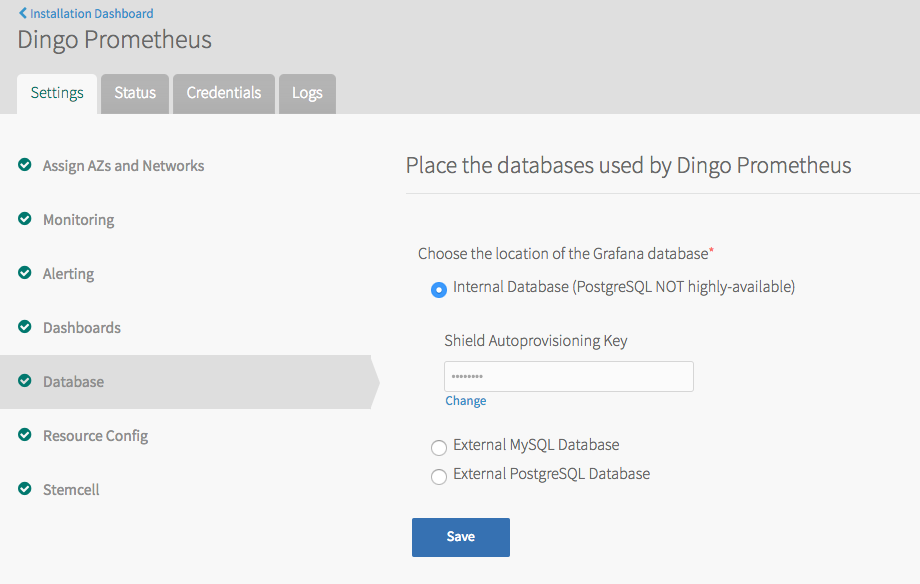 Installation Dashboard
Dingo Prometheus
Settings
Status
Credentials
Logs
Assign AZs and Networks
Monitoring
Alerting
Dashboards
Database
Resource Config
Stemcell
Place the databases used by Dingo Prometheus
Choose the location of the Grafana database*
Internal Database (PostgreSQL NOT highly-available)
Shield Autoprovisioning Key
••••••••
Change
External MySQL Database
External PostgreSQL Database
Save